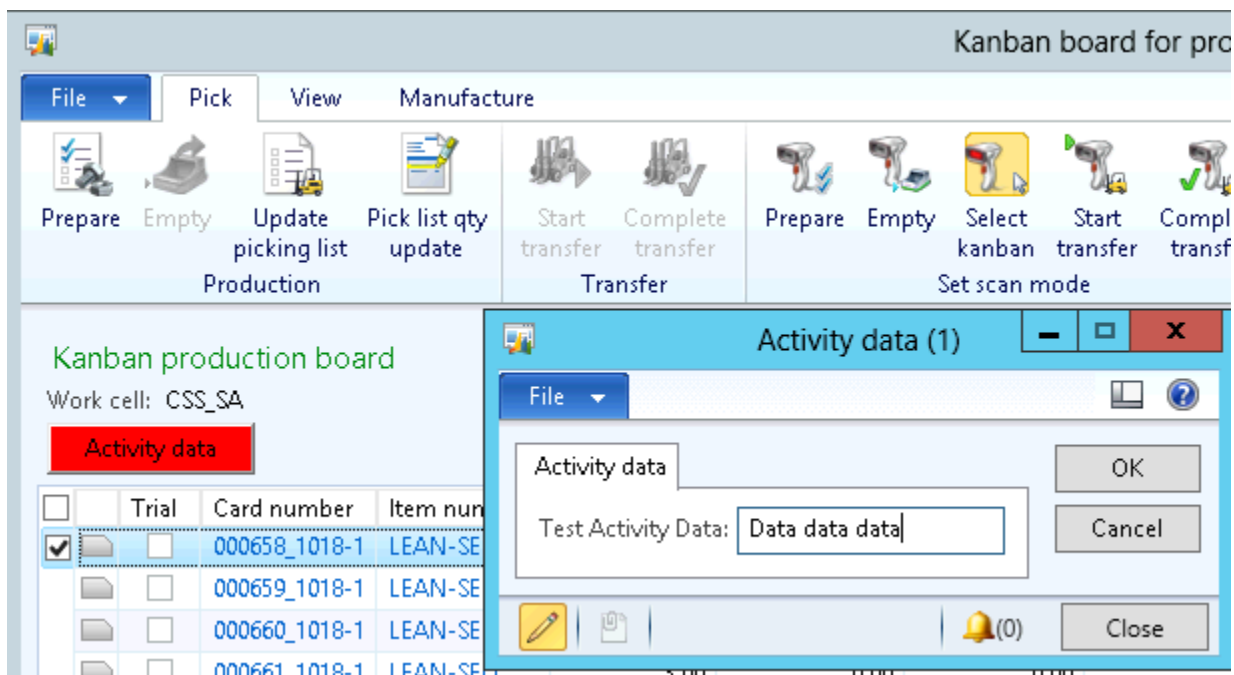 Kanban board for pro
File Pick View Manufacture
Prepare Empty Update Pick list qty Start Complete Prepare Empty Select Start Compl
picking list update transfer transfer kanban transfer transf
Production Transfer Set scan mode
Kanban production board
Work cell: CSS_SA
Activity data
Trial Card number Item num
000658_1018-1 LEAN-SE
000659_1018-1 LEAN-SE
000660_1018-1 LEAN-SE
000661_1018-1
Activity data (1)
File
Activity data
OK
Test Activity Data: Data data data
Cancel
(0) Close